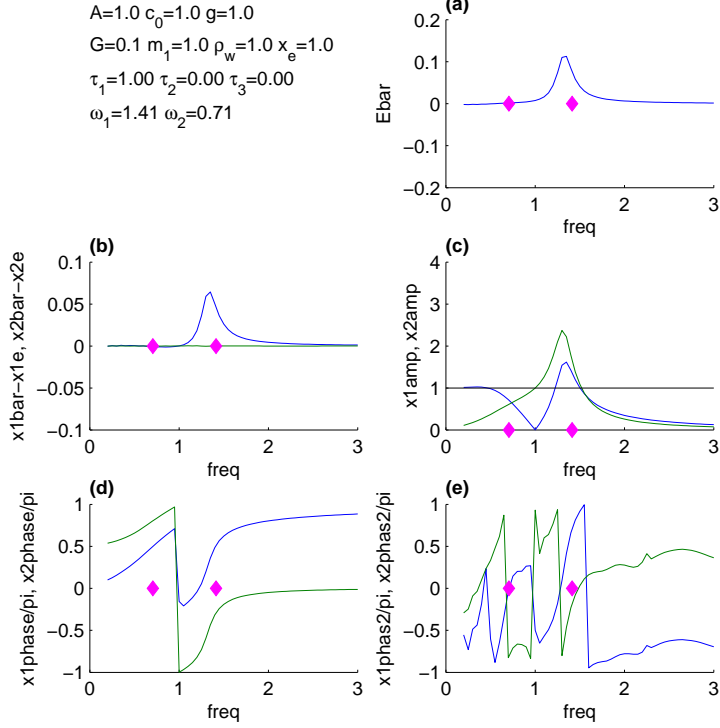 A=1.0 c₀=1.0 g=1.0
G=0.1 m₁=1.0 ρ_w=1.0 x_e=1.0
τ₁=1.00 τ₂=0.00 τ₃=0.00
ω₁=1.41 ω₂=0.71
(a)
Ebar
0.2
0.1
0
−0.1
−0.2
0 1 2 3
freq
(b)
x1bar−x1e, x2bar−x2e
0.1
0.05
0
−0.05
−0.1
0 1 2 3
freq
(c)
x1amp, x2amp
4
3
2
1
0
0 1 2 3
freq
(d)
x1phase/pi, x2phase/pi
1
0.5
0
−0.5
−1
0 1 2 3
freq
(e)
x1phas2/pi, x2phas2/pi
1
0.5
0
−0.5
−1
0 1 2 3
freq